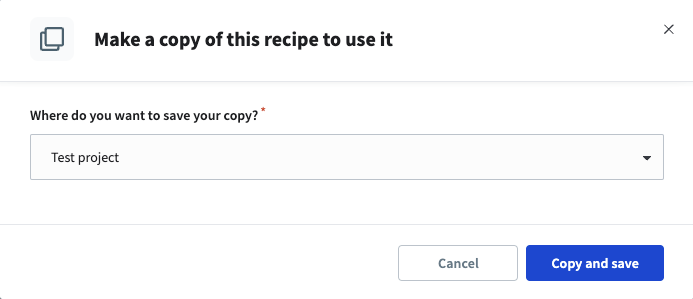 Make a copy of this recipe to use it
Where do you want to save your copy? *
Test project
Cancel
Copy and save